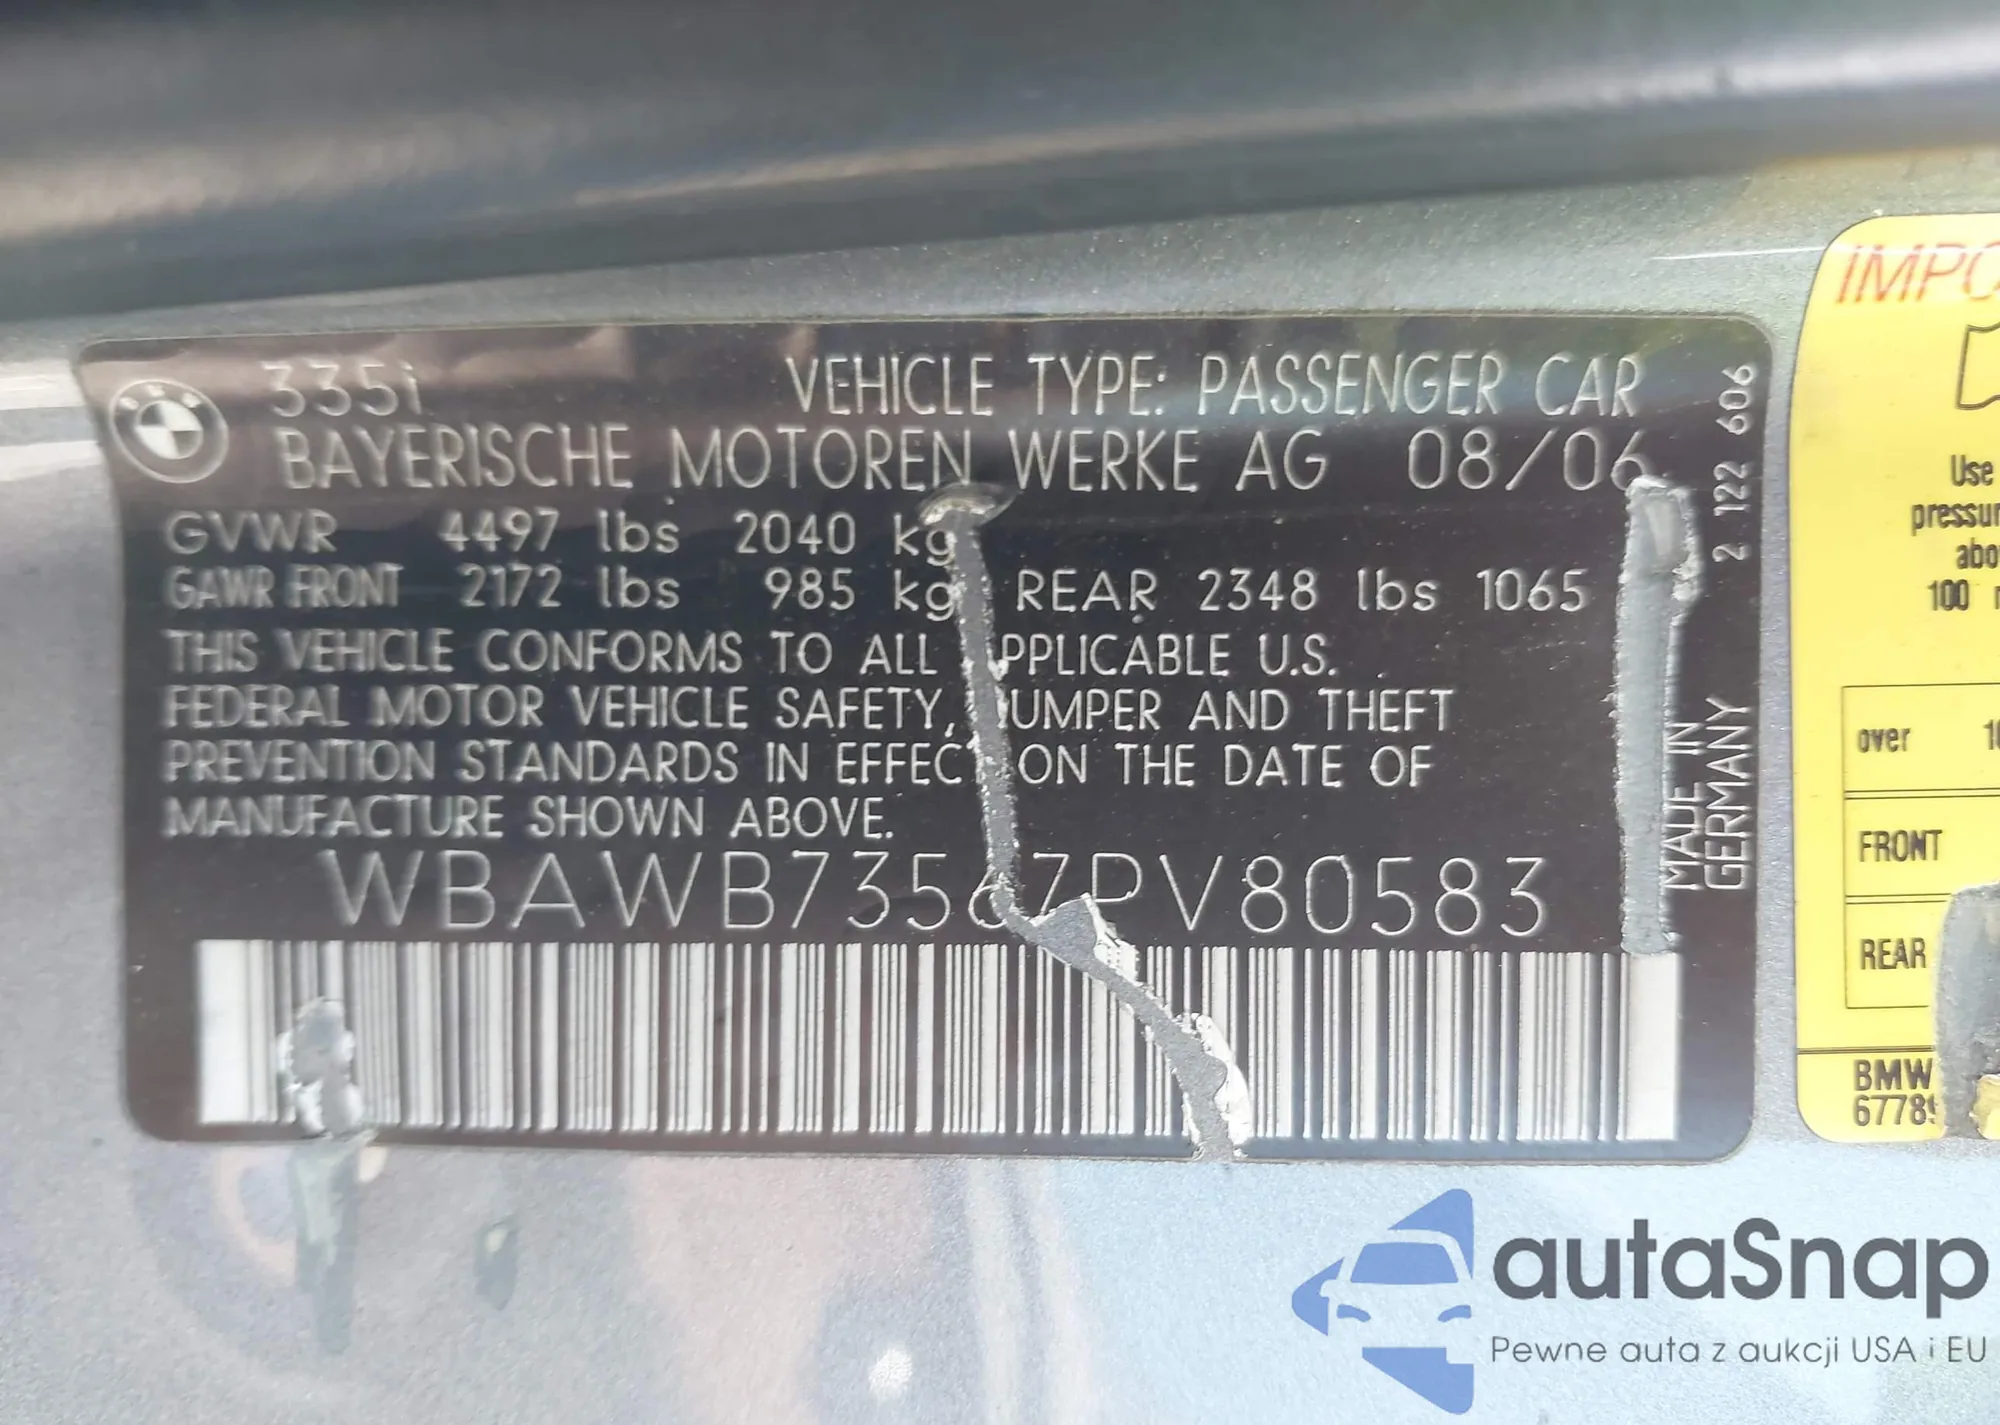 335i VEHICLE TYPE: PASSENGER CAR
BAYERISCHE MOTOREN WERKE AG 08/06
GVWR 4497 lbs 2040 kg
GAWR FRONT 2172 lbs 985 kg REAR 2348 lbs 1065
THIS VEHICLE CONFORMS TO ALL APPLICABLE U.S.
FEDERAL MOTOR VEHICLE SAFETY, BUMPER AND THEFT
PREVENTION STANDARDS IN EFFECT ON THE DATE OF
MANUFACTURE SHOWN ABOVE.
WBAWB73567PV80583
2 122 606
MADE IN
GERMANY
Use
100
over
FRONT
REAR
BMW
autaSnap
Pewne auta z aukcji USA i EU